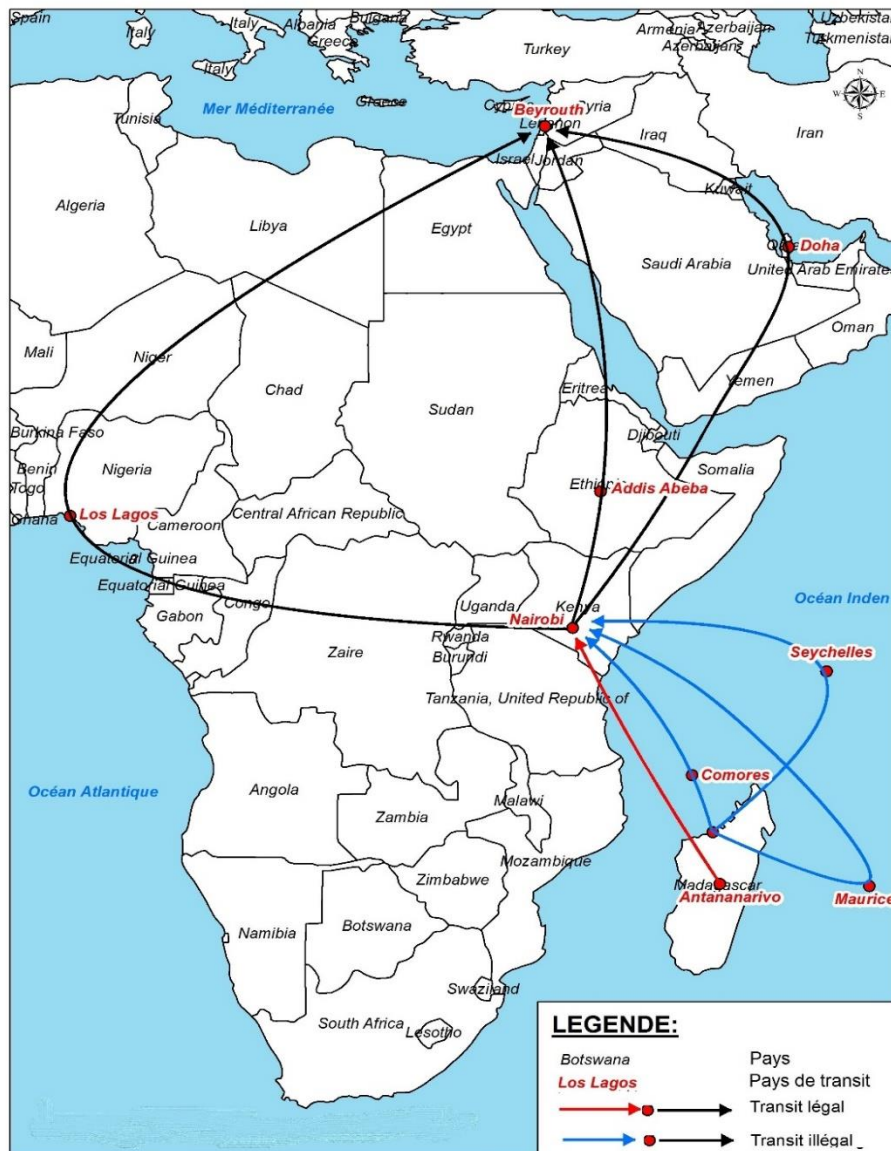 Spain
Italy
Albania
Bulgaria
Italy
Greece
Armenia
Azerbaijan
Uzbekistan
Turkmenistan
Azerbaijan
Turkey
Italy
N
W
E
S
Mer Méditerranée
Greece
Syria
Tunisia
Beyrouth
Lebanon
Iraq
Iran
Israel
Jordan
Kuwait
Algeria
Libya
Egypt
Doha
Saudi Arabia
United Arab Emirates
Oman
Mali
Niger
Chad
Sudan
Eritrea
Yemen
Burkina Faso
Djibouti
Benin
Nigeria
Somalia
Togo
Addis Abeba
Ghana
Los Lagos
Cameroon
Central African Republic
Equatorial Guinea
Equatorial Guinea
Gabon
Congo
Uganda
Kenya
Océan Inden
Nairobi
Rwanda
Burundi
Zaire
Seychelles
Tanzania, United Republic of
Océan Atlantique
Angola
Comores
Zambia
Malawi
Mozambique
Zimbabwe
Madagascar
Antananarivo
Maurice
Namibia
Botswana
Swaziland
South Africa
Lesotho
LEGENDE:
Botswana Pays
Los Lagos Pays de transit
Transit légal
Transit illégal